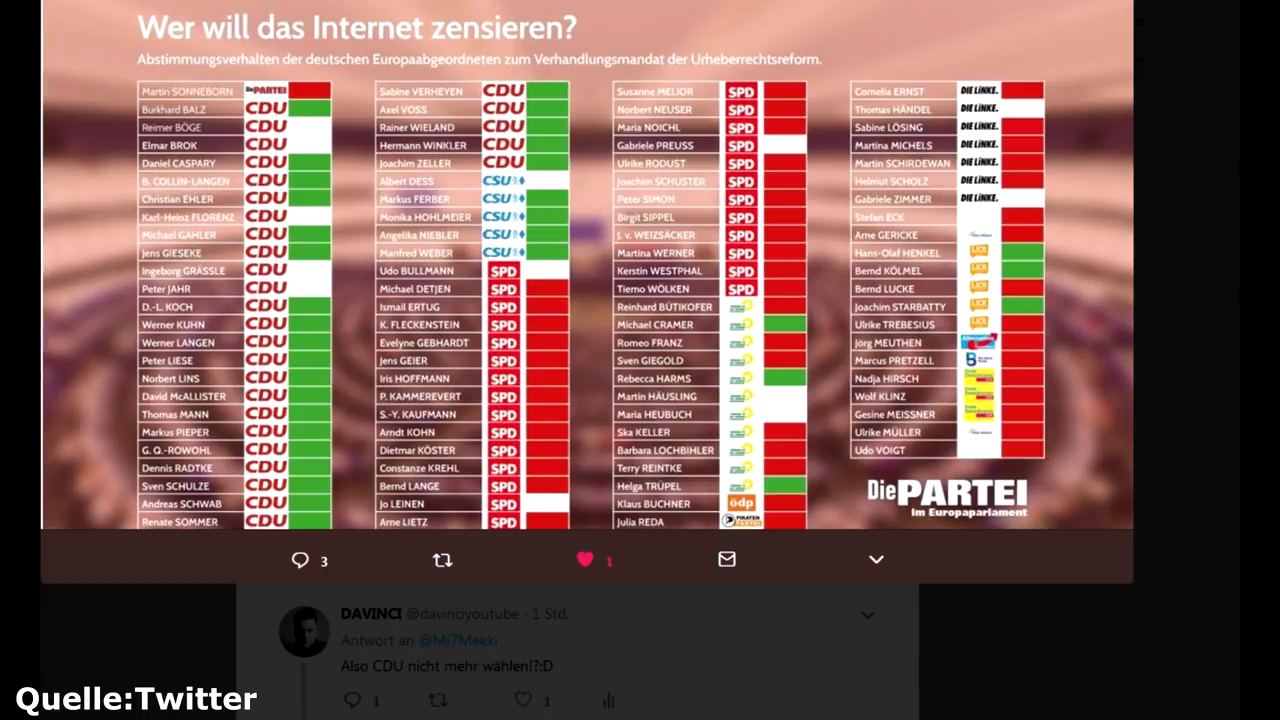 Wer will das Internet zensieren?
Abstimmungsverhalten der deutschen Europaabgeordneten zum Verhandlungsmandat der Urheberrechtsreform.
Martin SONNEBORN Die PARTEI
Burkhard BALZ CDU
Reimer BÖGE CDU
Elmar BROK CDU
Daniel CASPARY CDU
B. COLLIN-LANGEN CDU
Christian EHLER CDU
Karl-Heinz FLORENZ CDU
Michael GAHLER CDU
Jens GIESEKE CDU
Ingeborg GRÄSSLE CDU
Peter JAHR CDU
D.-L. KOCH CDU
Werner KUHN CDU
Werner LANGEN CDU
Peter LIESE CDU
Norbert LINS CDU
David McALLISTER CDU
Thomas MANN CDU
Markus PIEPER CDU
G. Q.-ROWOHL CDU
Dennis RADTKE CDU
Sven SCHULZE CDU
Andreas SCHWAB CDU
Renate SOMMER CDU
Sabine VERHEYEN CDU
Axel VOSS CDU
Rainer WIELAND CDU
Hermann WINKLER CDU
Joachim ZELLER CDU
Albert DESS CSU
Markus FERBER CSU
Monika HOHLMEIER CSU
Angelika NIEBLER CSU
Manfred WEBER CSU
Udo BULLMANN SPD
Michael DETJEN SPD
Ismail ERTUG SPD
K. FLECKENSTEIN SPD
Evelyne GEBHARDT SPD
Jens GEIER SPD
Iris HOFFMANN SPD
P. KAMMEREVERT SPD
S.-Y. KAUFMANN SPD
Arndt KOHN SPD
Dietmar KÖSTER SPD
Constanze KREHL SPD
Bernd LANGE SPD
Jo LEINEN SPD
Arne LIETZ SPD
Susanne MELIOR SPD
Norbert NEUSER SPD
Maria NOICHL SPD
Gabriele PREUSS SPD
Ulrike RODUST SPD
Joachim SCHUSTER SPD
Peter SIMON SPD
Birgit SIPPEL SPD
J. v. WEIZSÄCKER SPD
Martina WERNER SPD
Kerstin WESTPHAL SPD
Tiemo WÖLKEN SPD
Reinhard BÜTIKOFER
Michael CRAMER
Romeo FRANZ
Sven GIEGOLD
Rebecca HARMS
Martin HÄUSLING
Maria HEUBUCH
Ska KELLER
Barbara LOCHBIHLER
Terry REINTKE
Helga TRÜPEL
Klaus BUCHNER ödp
Julia REDA PIRATEN PARTEI
Cornelia ERNST DIE LINKE.
Thomas HÄNDEL DIE LINKE.
Sabine LÖSING DIE LINKE.
Martina MICHELS DIE LINKE.
Martin SCHIRDEWAN DIE LINKE.
Helmut SCHOLZ DIE LINKE.
Gabriele ZIMMER DIE LINKE.
Stefan ECK
Arne GERICKE
Hans-Olaf HENKEL LKR
Bernd KÖLMEL LKR
Bernd LUCKE LKR
Joachim STARBATTY LKR
Ulrike TREBESIUS LKR
Jörg MEUTHEN
Marcus PRETZELL
Nadja HIRSCH
Wolf KLINZ
Gesine MEISSNER
Ulrike MÜLLER
Udo VOIGT
Die PARTEI
im Europaparlament
3 1
DAVINCI @davinciyoutube · 1 Std.
Antwort an @Mi7Mekki
Also CDU nicht mehr wählen!?:D
1 1
Quelle:Twitter